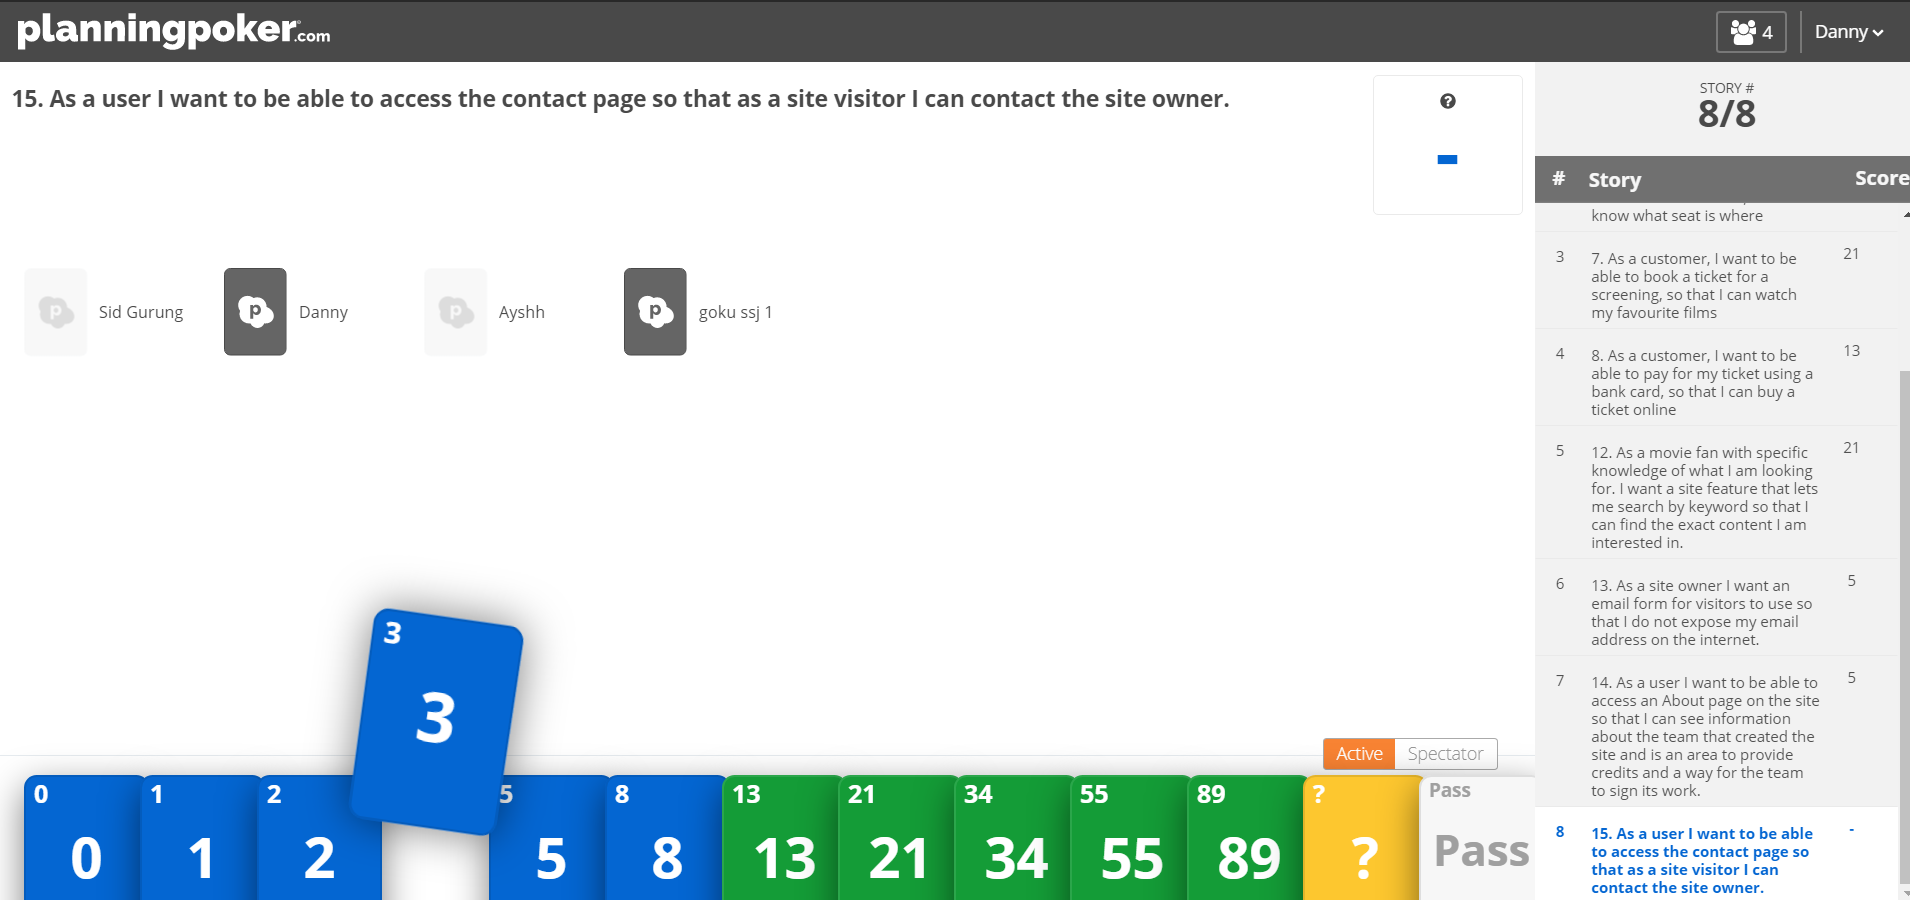 planningpoker.com
4
Danny
15. As a user I want to be able to access the contact page so that as a site visitor I can contact the site owner.
?
-
STORY #
8/8
# Story Score
know what seat is where
3 7. As a customer, I want to be 21
able to book a ticket for a
screening, so that I can watch
my favourite films
4 8. As a customer, I want to be 13
able to pay for my ticket using a
bank card, so that I can buy a
ticket online
5 12. As a movie fan with specific 21
knowledge of what I am looking
for. I want a site feature that lets
me search by keyword so that I
can find the exact content I am
interested in.
6 13. As a site owner I want an 5
email form for visitors to use so
that I do not expose my email
address on the internet.
7 14. As a user I want to be able to 5
access an About page on the site
so that I can see information
about the team that created the
site and is an area to provide
credits and a way for the team
to sign its work.
8 15. As a user I want to be able -
to access the contact page so
that as a site visitor I can
contact the site owner.
p Sid Gurung p Danny p Ayshh p goku ssj 1
3
3
Active Spectator
0 1 2 5 8 13 21 34 55 89 ? Pass
0 1 2 5 8 13 21 34 55 89 ? Pass